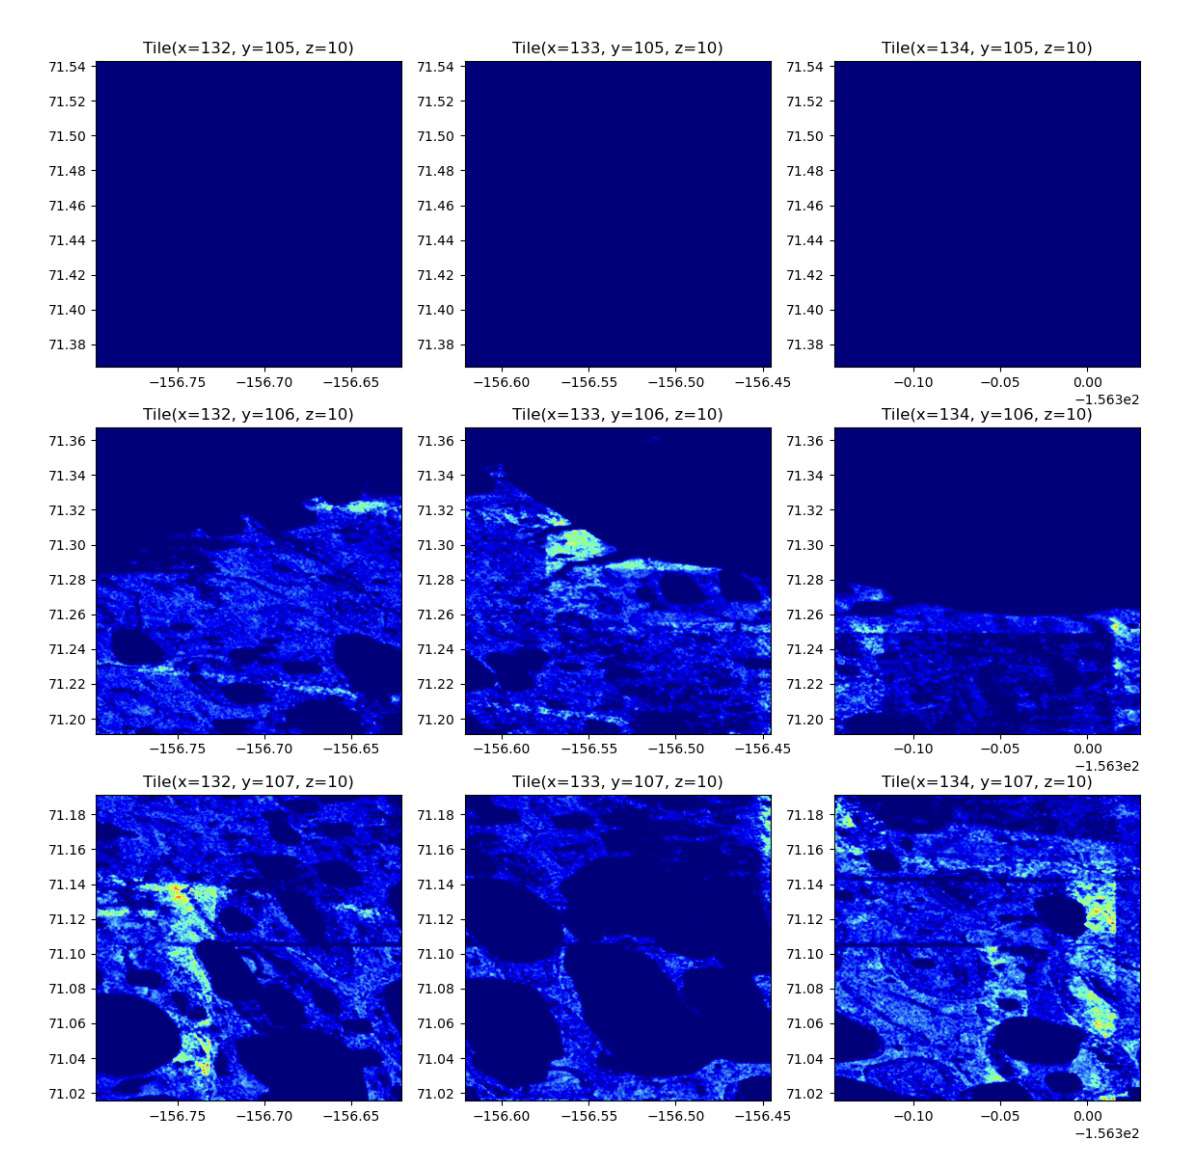 Tile(x=132, y=105, z=10) Tile(x=133, y=105, z=10) Tile(x=134, y=105, z=10)
71.54 71.54 71.54
71.52 71.52 71.52
71.50 71.50 71.50
71.48 71.48 71.48
71.46 71.46 71.46
71.44 71.44 71.44
71.42 71.42 71.42
71.40 71.40 71.40
71.38 71.38 71.38
−156.75 −156.70 −156.65 −156.60 −156.55 −156.50 −156.45 −0.10 −0.05 0.00
−1.563e2
Tile(x=132, y=106, z=10) Tile(x=133, y=106, z=10) Tile(x=134, y=106, z=10)
71.36 71.36 71.36
71.34 71.34 71.34
71.32 71.32 71.32
71.30 71.30 71.30
71.28 71.28 71.28
71.26 71.26 71.26
71.24 71.24 71.24
71.22 71.22 71.22
71.20 71.20 71.20
−156.75 −156.70 −156.65 −156.60 −156.55 −156.50 −156.45 −0.10 −0.05 0.00
−1.563e2
Tile(x=132, y=107, z=10) Tile(x=133, y=107, z=10) Tile(x=134, y=107, z=10)
71.18 71.18 71.18
71.16 71.16 71.16
71.14 71.14 71.14
71.12 71.12 71.12
71.10 71.10 71.10
71.08 71.08 71.08
71.06 71.06 71.06
71.04 71.04 71.04
71.02 71.02 71.02
−156.75 −156.70 −156.65 −156.60 −156.55 −156.50 −156.45 −0.10 −0.05 0.00
−1.563e2